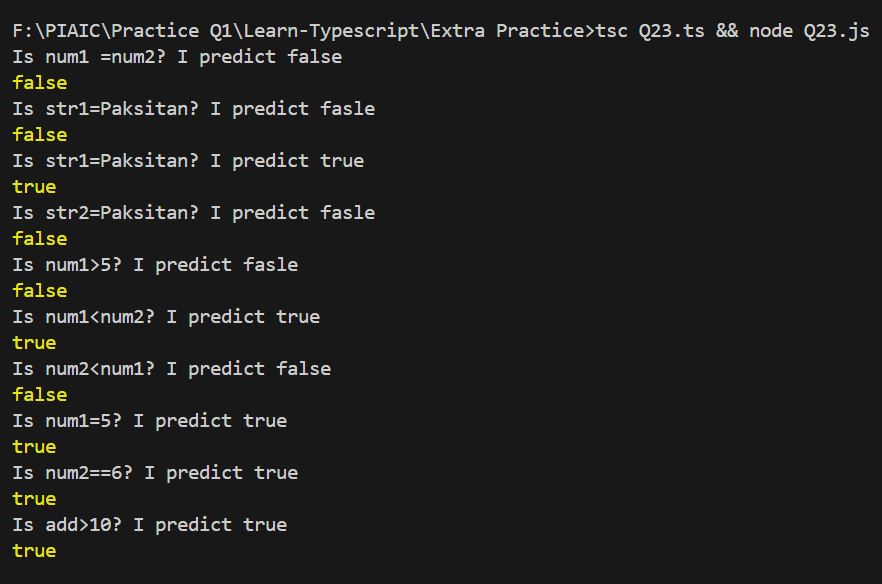 F:\PIAIC\Practice Q1\Learn-Typescript\Extra Practice>tsc Q23.ts && node Q23.js
Is num1 =num2? I predict false
false
Is str1=Paksitan? I predict fasle
false
Is str1=Paksitan? I predict true
true
Is str2=Paksitan? I predict fasle
false
Is num1>5? I predict fasle
false
Is num1<num2? I predict true
true
Is num2<num1? I predict false
false
Is num1=5? I predict true
true
Is num2==6? I predict true
true
Is add>10? I predict true
true